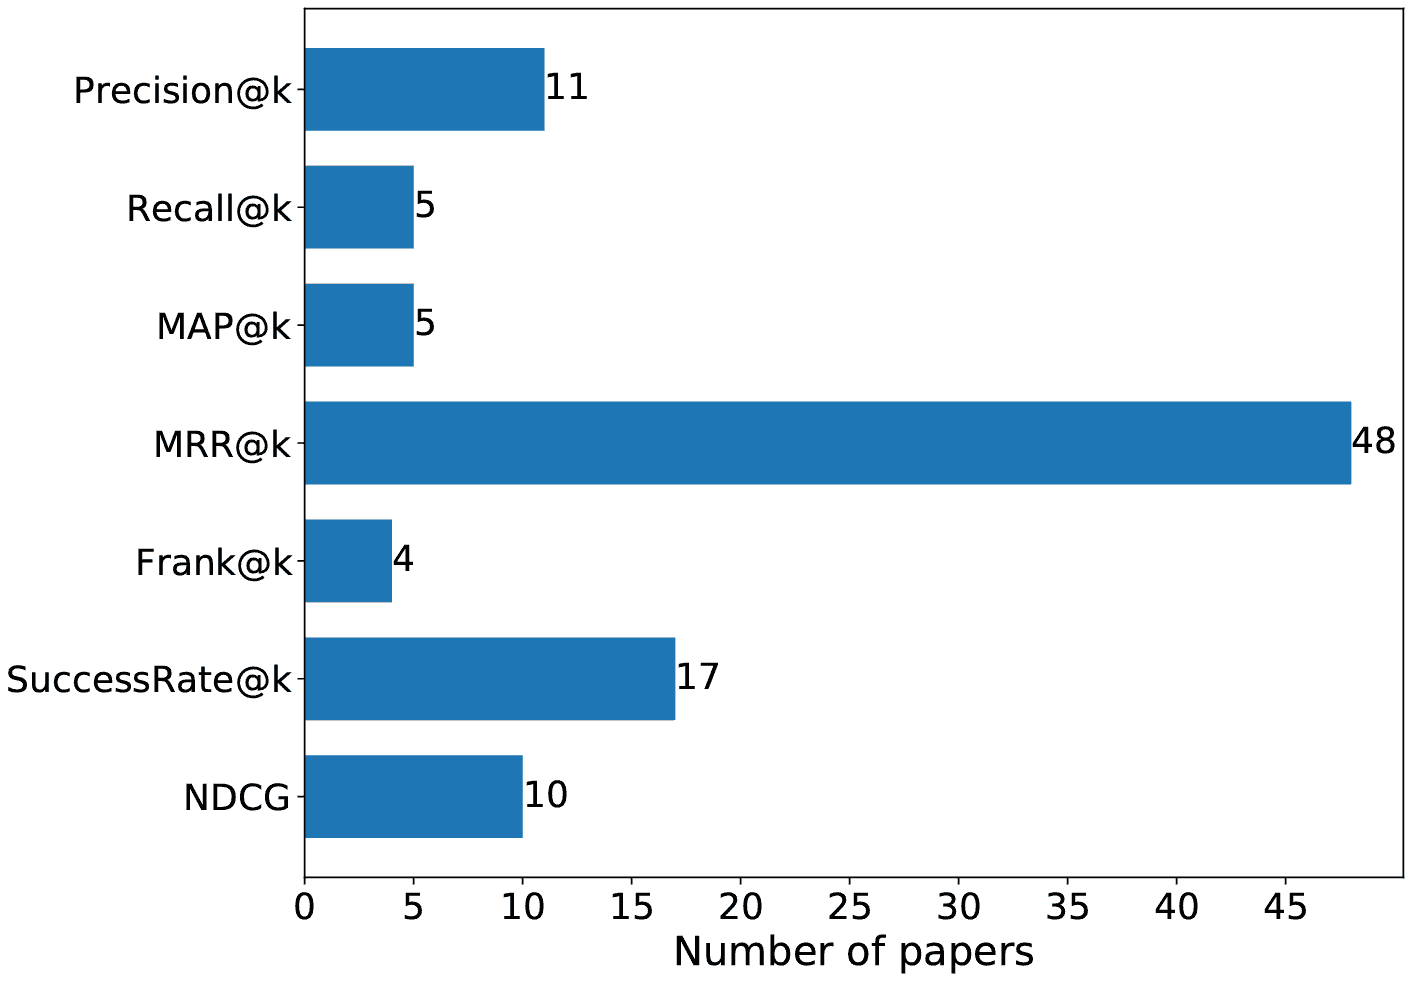 Precision@k 11
Recall@k 5
MAP@k 5
MRR@k 48
Frank@k 4
SuccessRate@k 17
NDCG 10
0 5 10 15 20 25 30 35 40 45
Number of papers